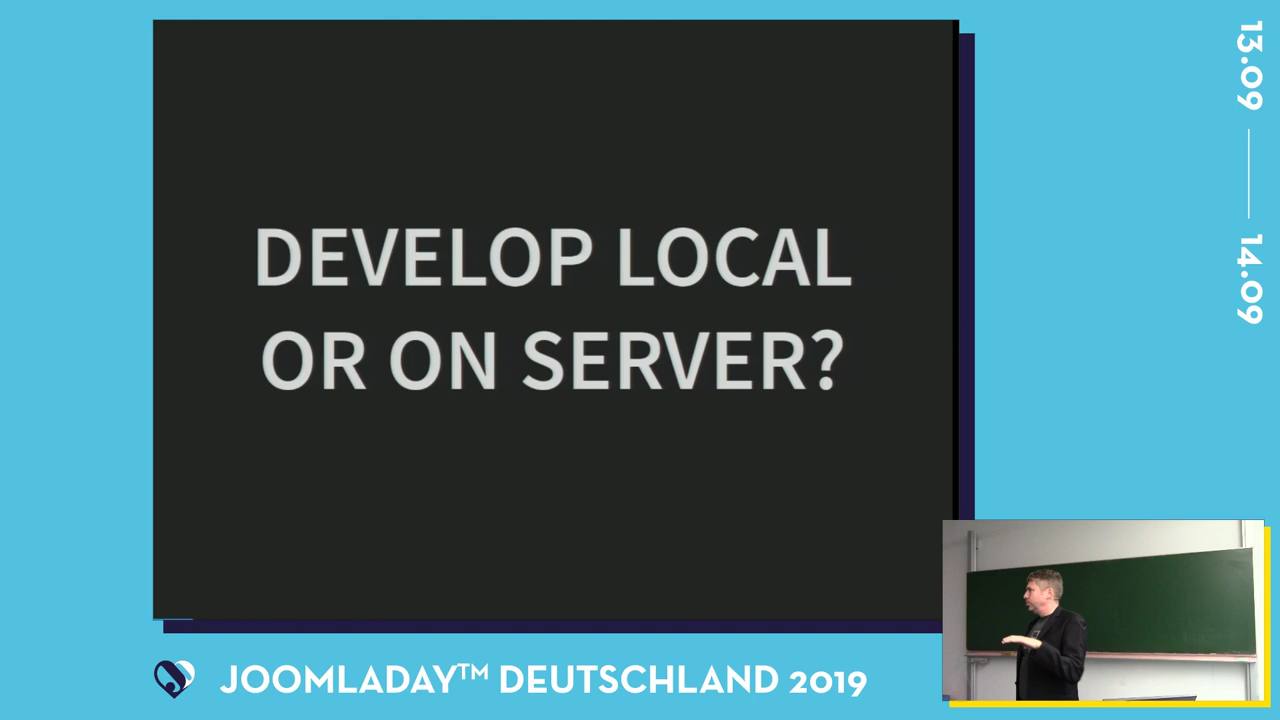 DEVELOP LOCAL
OR ON SERVER?
13.09
14.09
JOOMLADAY™ DEUTSCHLAND 2019